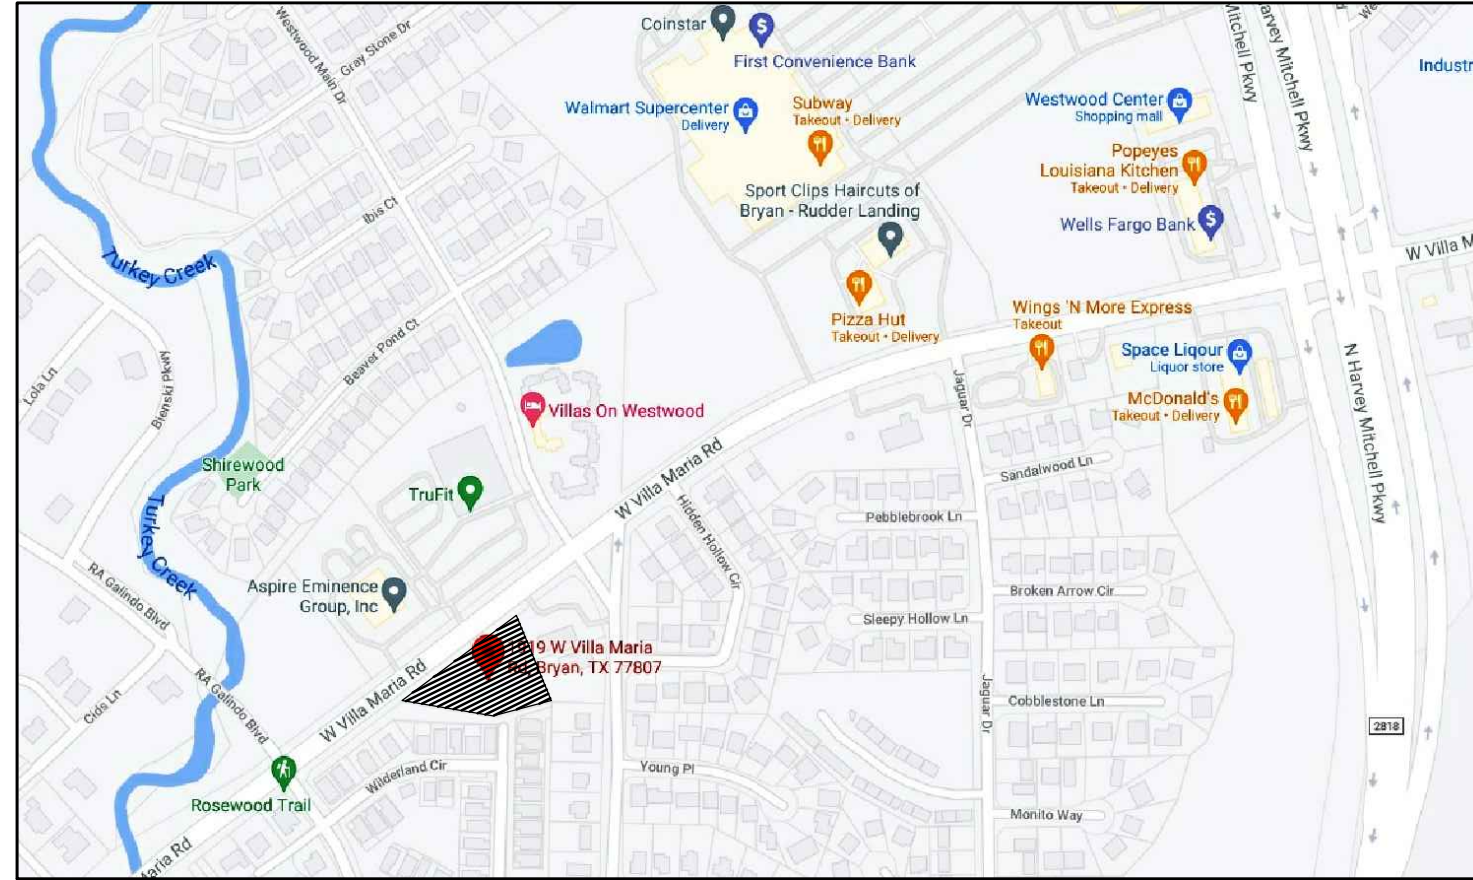 Westwood Main Dr
Gray Stone Dr
Coinstar
First Convenience Bank
Walmart Supercenter
Delivery
Subway
Takeout • Delivery
Sport Clips Haircuts of
Bryan - Rudder Landing
Westwood Center
Shopping mall
Popeyes
Louisiana Kitchen
Takeout • Delivery
Wells Fargo Bank
Mitchell Pkwy
Harvey Mitchell Pkwy
Industr
W Villa M
Ibis Ct
Turkey Creek
Beaver Pond Ct
Lola Ln
Bienski Pkwy
Pizza Hut
Takeout • Delivery
Wings 'N More Express
Takeout
Space Liqour
Liquor store
McDonald's
Takeout • Delivery
N Harvey Mitchell Pkwy
Jaguar Dr
Villas On Westwood
Shirewood
Park
TruFit
W Villa Maria Rd
Sandalwood Ln
Hidden Hollow Cir
Pebblebrook Ln
Turkey Creek
RA Galindo Blvd
Aspire Eminence
Group, Inc
Broken Arrow Cir
Sleepy Hollow Ln
W Villa Maria
Bryan, TX 77807
RA Galindo Blvd
Cids Ln
W Villa Maria Rd
Jaguar Dr
Cobblestone Ln
2818
Rosewood Trail
Wilderland Cir
Young Pl
Monito Way
Maria Rd